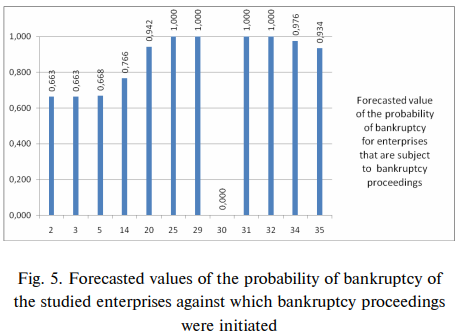 0,663
0,663
0,668
0,766
0,942
1,000
1,000
0,000
1,000
1,000
0,976
0,934
1,000
0,800
0,600
0,400
0,200
0,000
2 3 5 14 20 25 29 30 31 32 34 35
Forecasted value
of the probability
of bankruptcy
for enterprises
that are subject
to bankruptcy
proceedings
Fig. 5. Forecasted values of the probability of bankruptcy of
the studied enterprises against which bankruptcy proceedings
were initiated